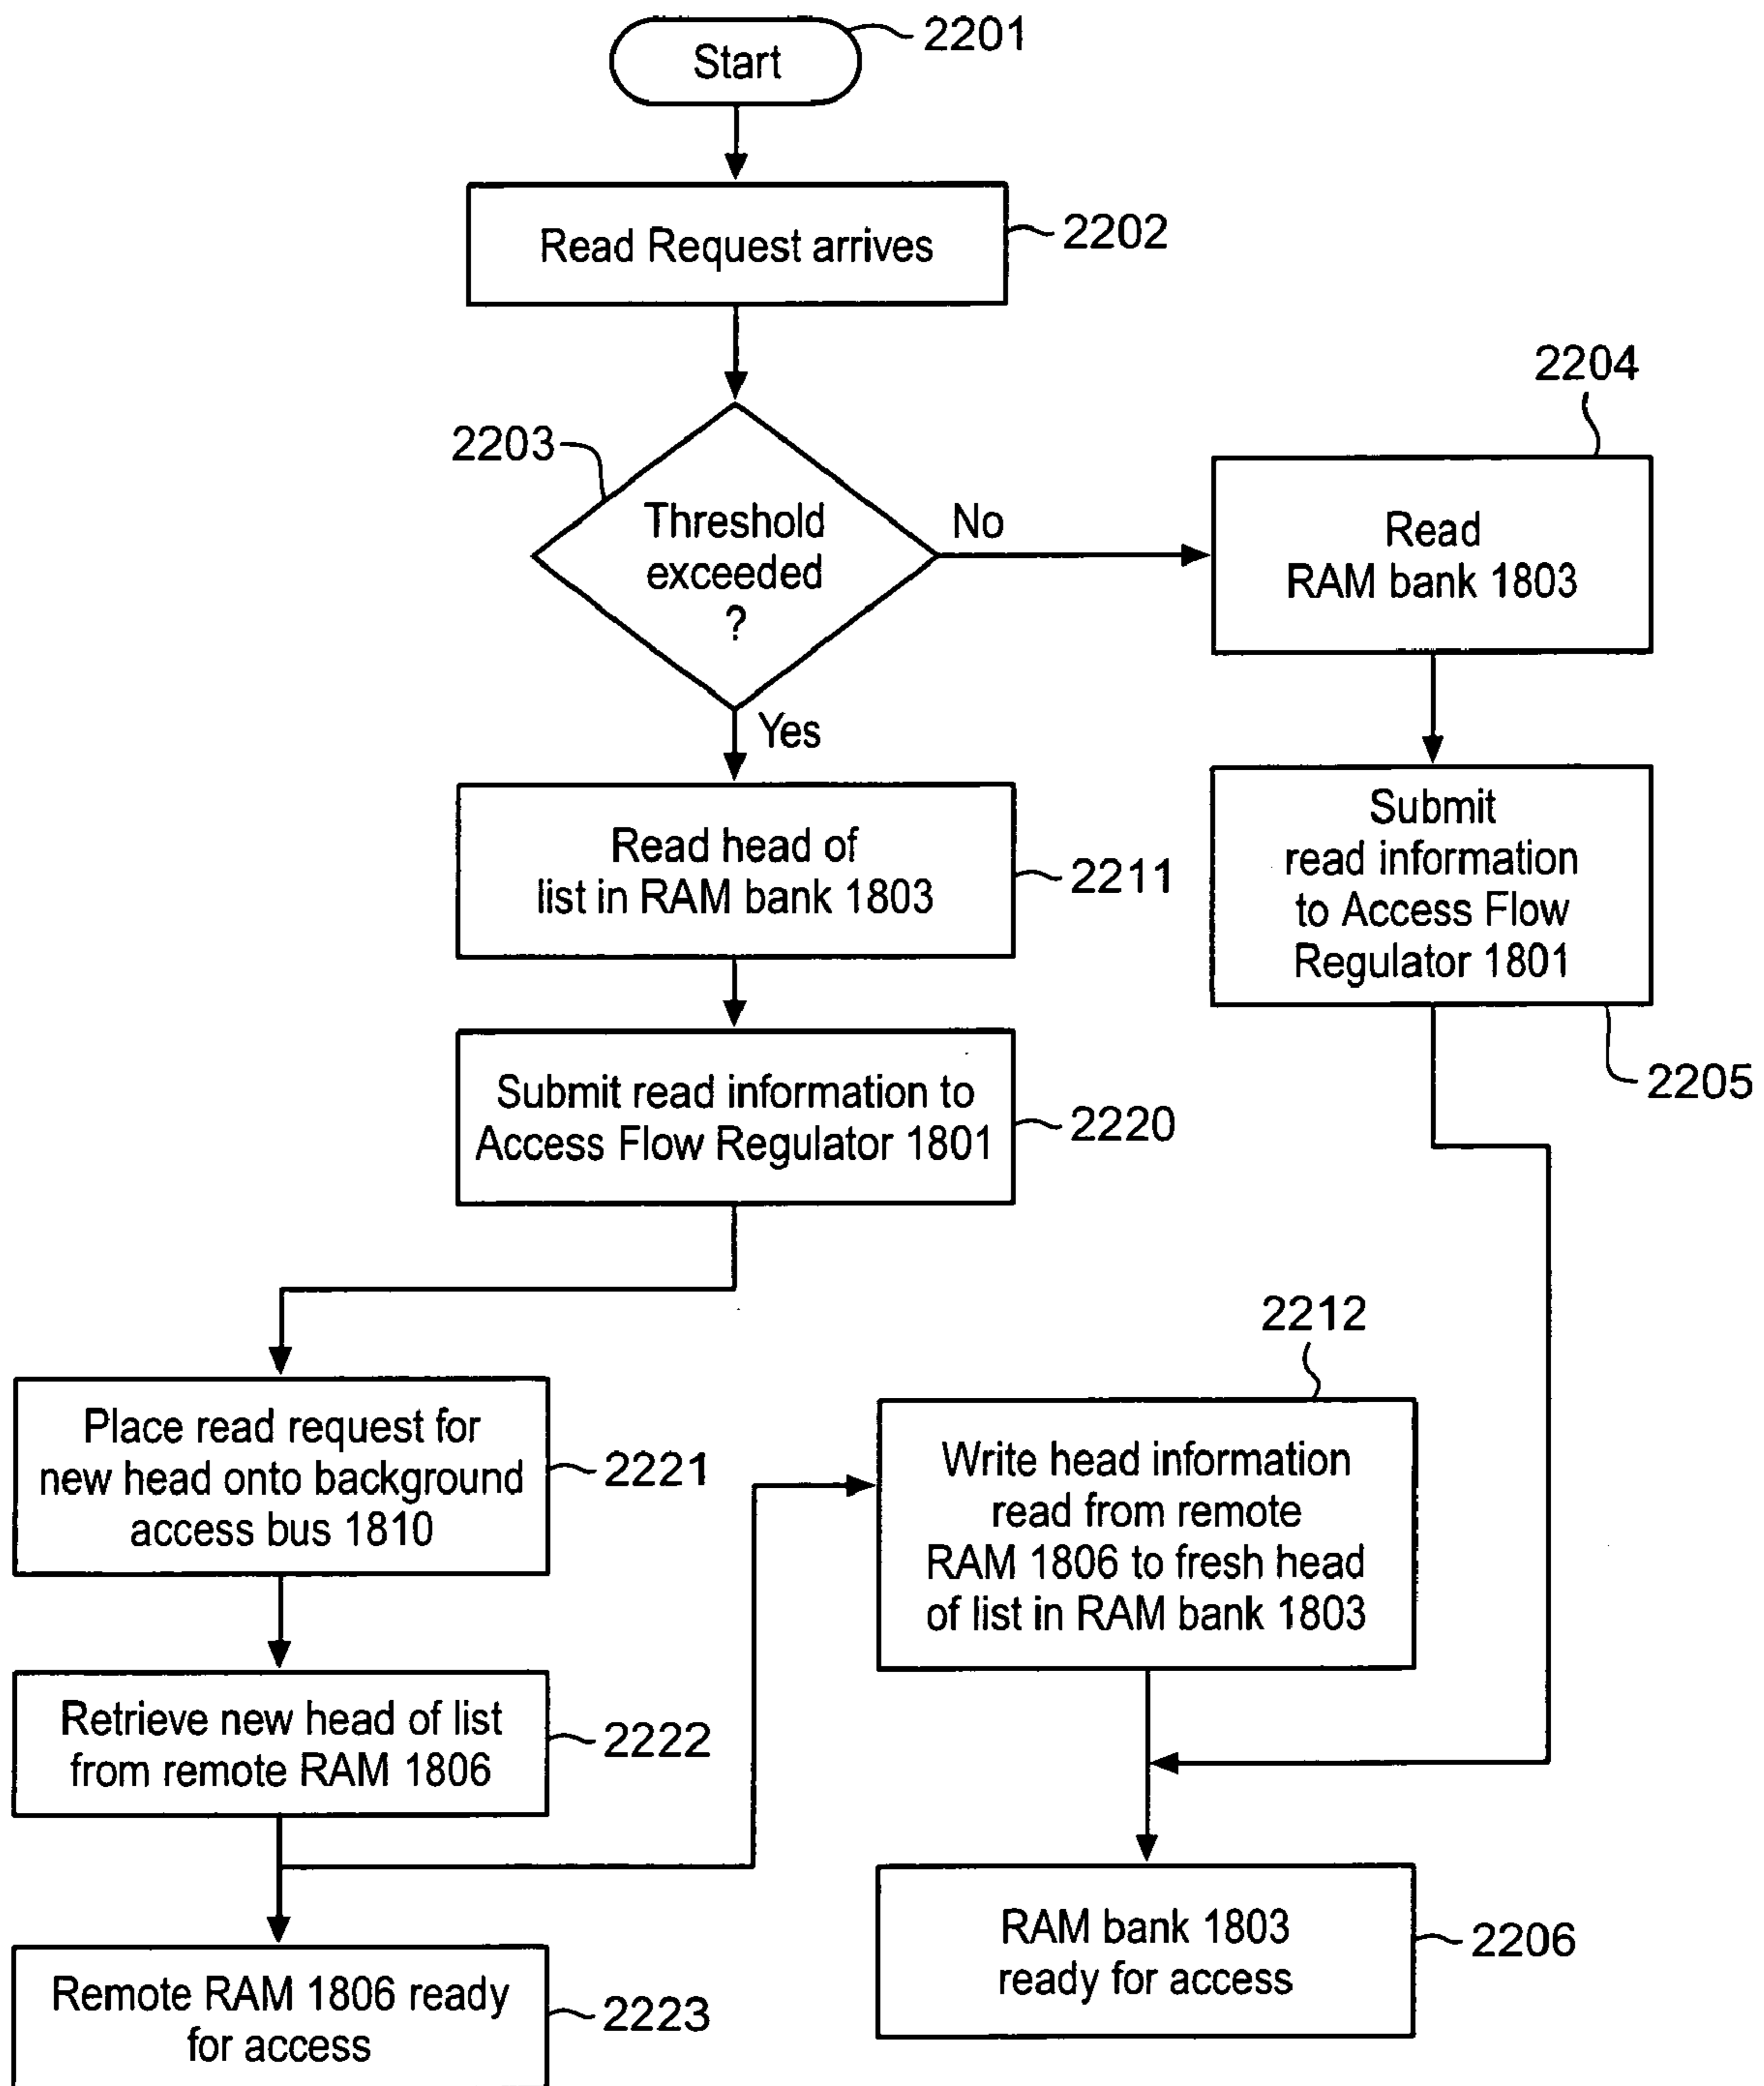 Start
2201
Read Request arrives
2202
2203
Threshold
exceeded
?
No
Yes
2204
Read
RAM bank 1803
Submit
read information
to Access Flow
Regulator 1801
2205
Read head of
list in RAM bank 1803
2211
Submit read information to
Access Flow Regulator 1801
2220
Place read request for
new head onto background
access bus 1810
2221
2212
Write head information
read from remote
RAM 1806 to fresh head
of list in RAM bank 1803
Retrieve new head of list
from remote RAM 1806
2222
Remote RAM 1806 ready
for access
2223
RAM bank 1803
ready for access
2206